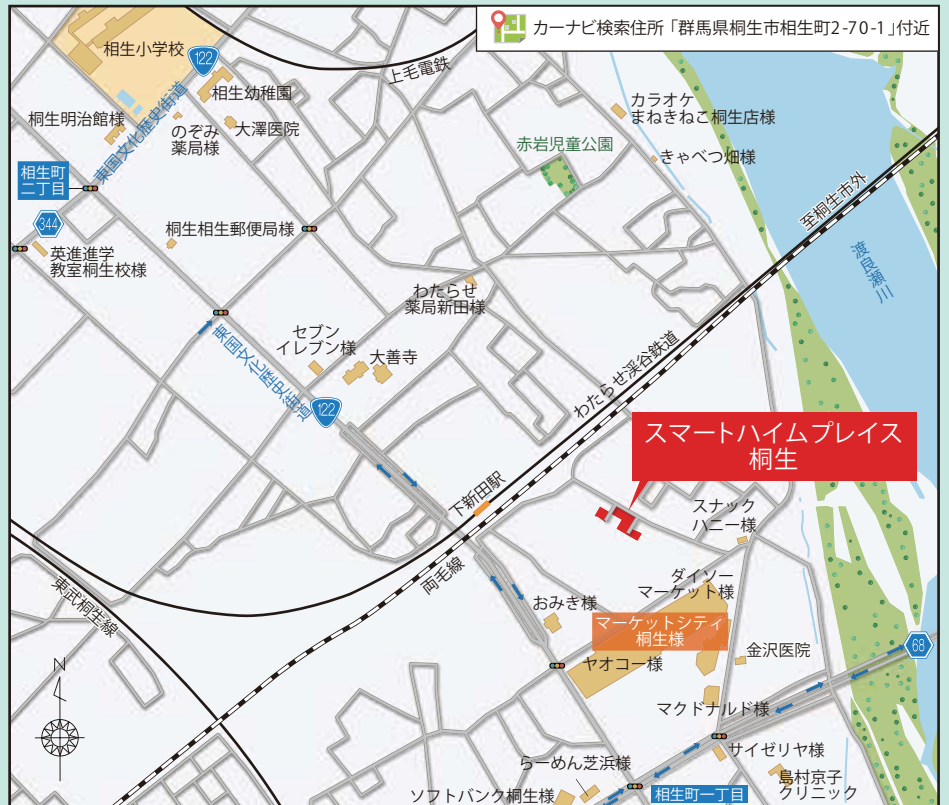 カーナビ検索住所「群馬県桐生市相生町2-70-1」付近
相生小学校
122
上毛電鉄
相生幼稚園
桐生明治館様
東国文化歴史街道
のぞみ
薬局様
大澤医院
カラオケ
まねきねこ桐生店様
赤岩児童公園
きゃべつ畑様
相生町
二丁目
至桐生市外
344
桐生相生郵便局様
英進進学
教室桐生校様
渡良瀬川
わたらせ
薬局新田様
東国文化歴史街道
セブン
イレブン様
大善寺
わたらせ渓谷鉄道
122
スマートハイムプレイス
桐生
下新田駅
スナック
ハニー様
両毛線
東武桐生線
ダイソー
マーケット様
おみき様
マーケットシティ
桐生様
ヤオコー様
金沢医院
68
N
マクドナルド様
サイゼリヤ様
らーめん芝浜様
島村京子
クリニック
ソフトバンク桐生様
相生町一丁目